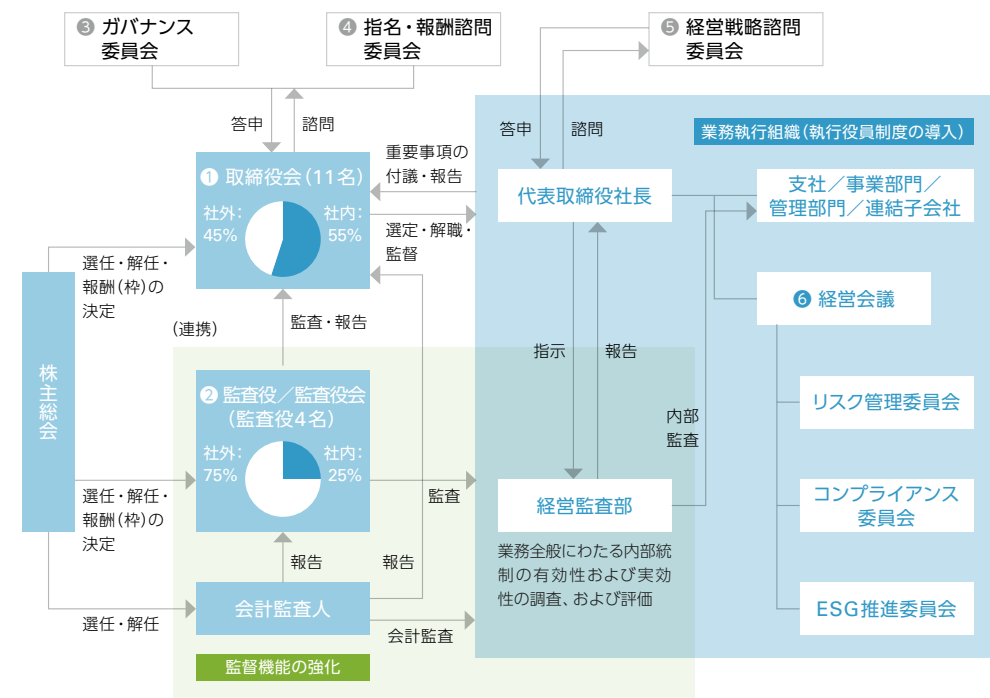 ❸ ガバナンス
委員会
❹ 指名・報酬諮問
委員会
❺ 経営戦略諮問
委員会
答申
諮問
答申
諮問
業務執行組織(執行役員制度の導入)
❶ 取締役会(11名)
社外:
45%
社内:
55%
重要事項の
付議・報告
選定・解職・
監督
代表取締役社長
支社/事業部門/
管理部門/連結子会社
❻ 経営会議
選任・解任・
報酬(枠)の
決定
(連携)
監査・報告
指示
報告
株主総会
❷ 監査役/監査役会
(監査役4名)
社外:
75%
社内:
25%
リスク管理委員会
内部
監査
選任・解任・
報酬(枠)の
決定
監査
経営監査部
コンプライアンス
委員会
業務全般にわたる内部統
制の有効性および実効
性の調査、および評価
報告
報告
会計監査人
選任・解任
会計監査
ESG推進委員会
監督機能の強化